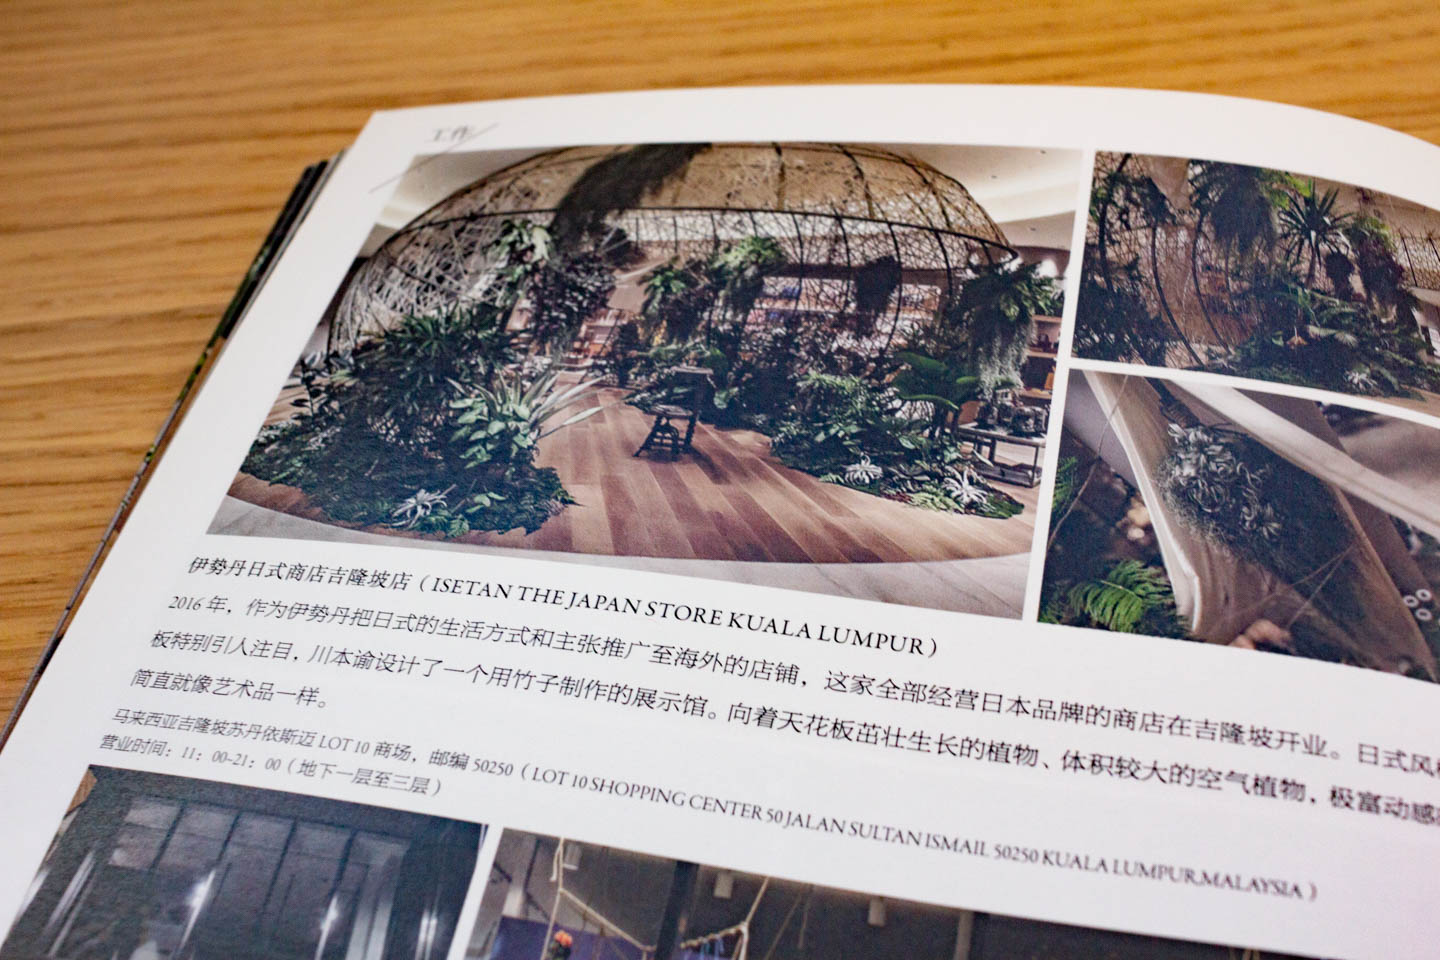 工作
伊勢丹日式商店吉隆坡店（ISETAN THE JAPAN STORE KUALA LUMPUR）
2016 年，作为伊勢丹把日式的生活方式和主张推广至海外的店铺，这家全部经营日本品牌的商店在吉隆坡开业。日式风
板特别引人注目，川本谕设计了一个用竹子制作的展示馆。向着天花板茁壮生长的植物、体积较大的空气植物，极富动感
简直就像艺术品一样。
马来西亚吉隆坡苏丹依斯迈 LOT 10 商场，邮编 50250（LOT 10 SHOPPING CENTER 50 JALAN SULTAN ISMAIL 50250 KUALA LUMPUR,MALAYSIA）
营业时间：11：00-21：00（地下一层至三层）